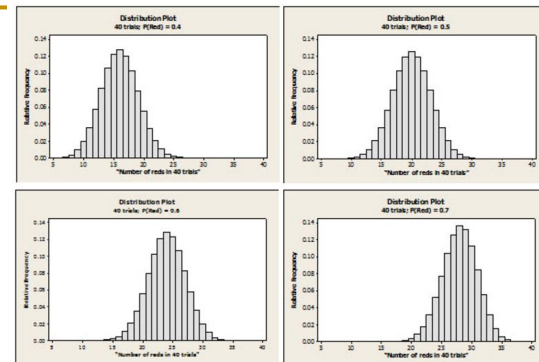 Distribution Plot
40 trials; P(Red) = 0.4
0.14
0.12
0.10
0.08
0.06
0.04
0.02
0.00
Relative Frequency
5 10 15 20 25 30 35 40
"Number of reds in 40 trials"
Distribution Plot
40 trials; P(Red) = 0.5
0.14
0.12
0.10
0.08
0.06
0.04
0.02
0.00
Relative Frequency
5 10 15 20 25 30 35 40
"Number of reds in 40 trials"
Distribution Plot
40 trials; P(Red) = 0.6
0.14
0.12
0.10
0.08
0.06
0.04
0.02
0.00
Relative Frequency
5 10 15 20 25 30 35 40
"Number of reds in 40 trials"
Distribution Plot
40 trials; P(Red) = 0.7
0.14
0.12
0.10
0.08
0.06
0.04
0.02
0.00
Relative Frequency
5 10 15 20 25 30 35 40
"Number of reds in 40 trials"